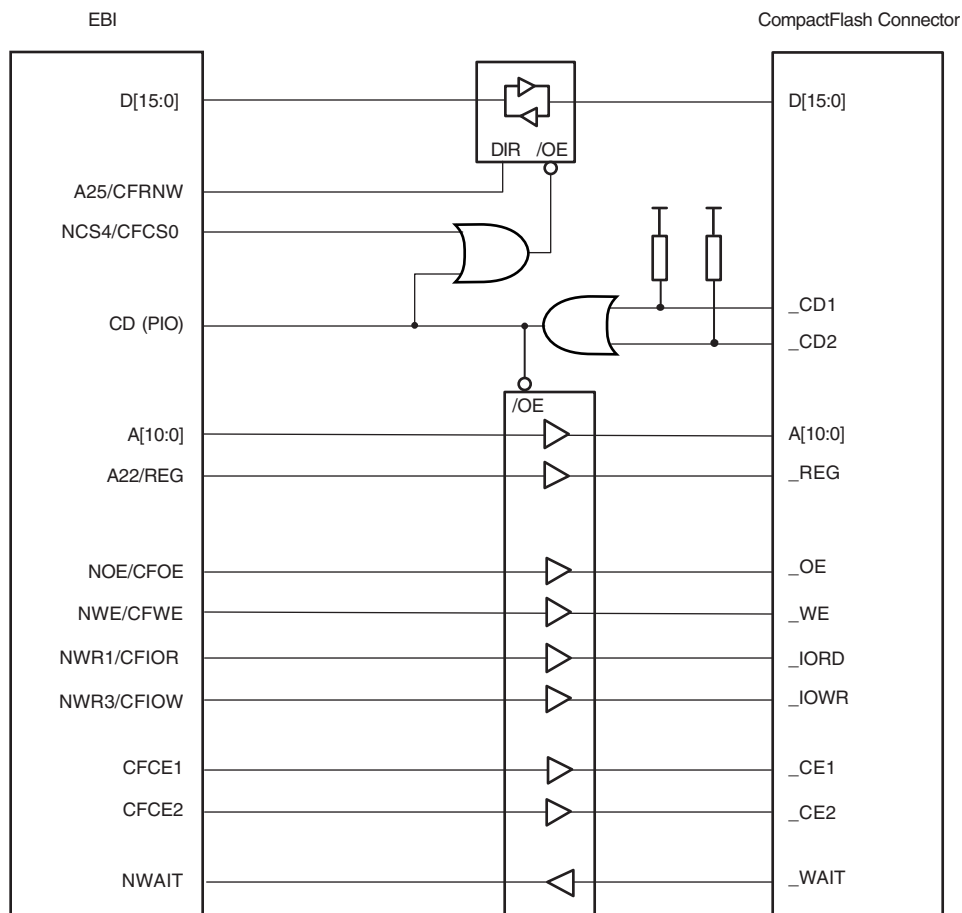 EBI
CompactFlash Connector
D[15:0]
D[15:0]
DIR /OE
A25/CFRNW
NCS4/CFCS0
_CD1
CD (PIO)
_CD2
/OE
A[10:0]
A[10:0]
A22/REG
_REG
NOE/CFOE
_OE
NWE/CFWE
_WE
NWR1/CFIOR
_IORD
NWR3/CFIOW
_IOWR
CFCE1
_CE1
CFCE2
_CE2
NWAIT
_WAIT